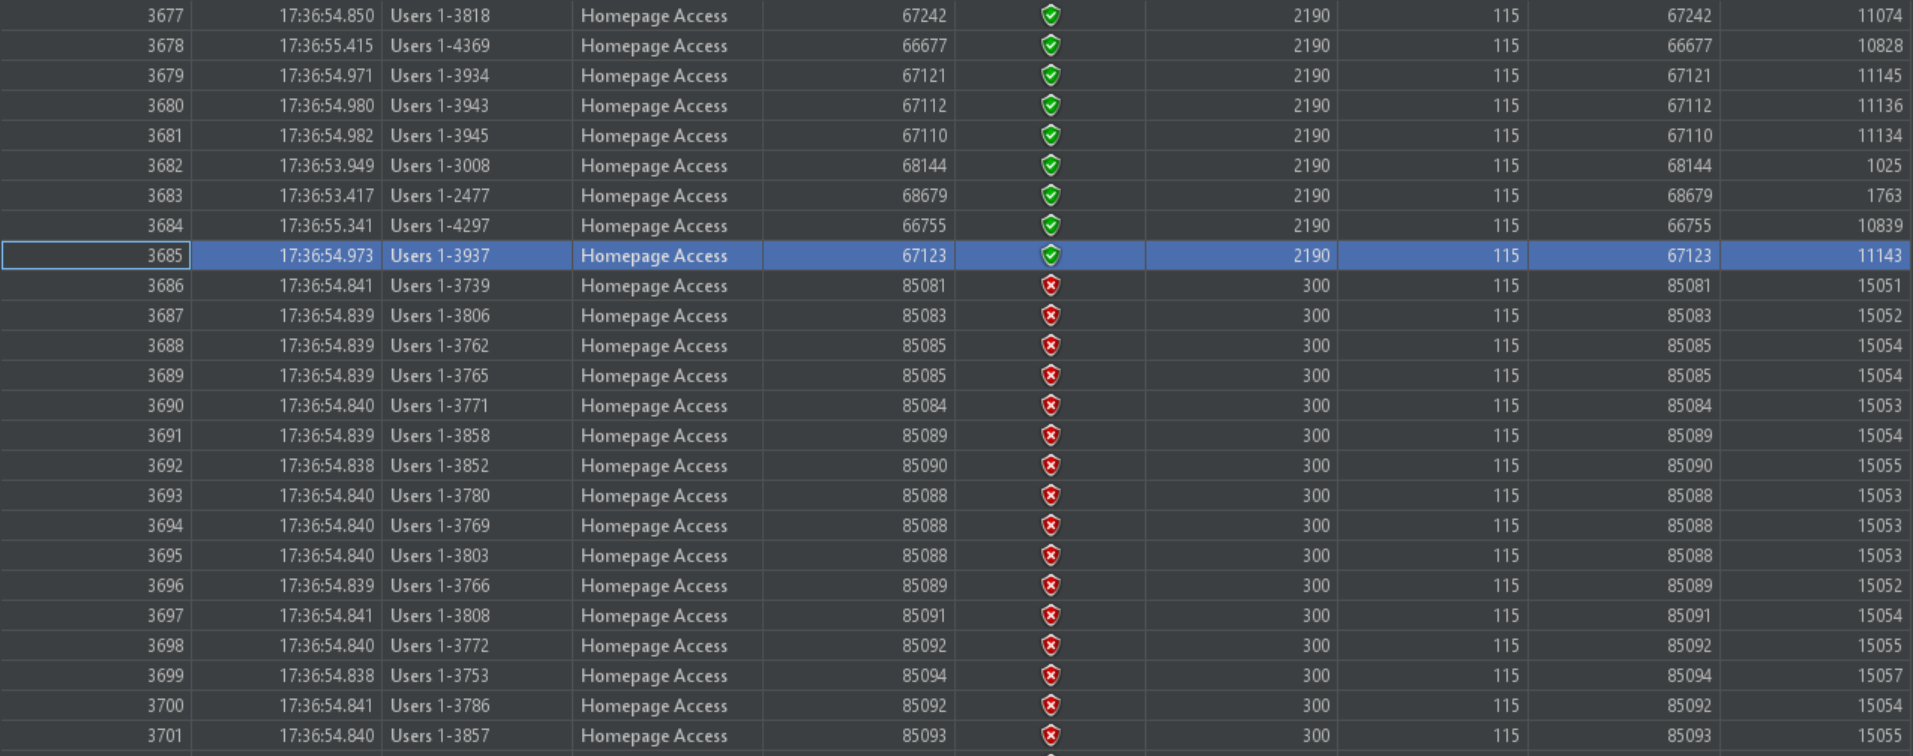 3677 17:36:54.850 Users 1-3818 Homepage Access 67242 2190 115 67242 11074
3678 17:36:55.415 Users 1-4369 Homepage Access 66677 2190 115 66677 10828
3679 17:36:54.971 Users 1-3934 Homepage Access 67121 2190 115 67121 11145
3680 17:36:54.980 Users 1-3943 Homepage Access 67112 2190 115 67112 11136
3681 17:36:54.982 Users 1-3945 Homepage Access 67110 2190 115 67110 11134
3682 17:36:53.949 Users 1-3008 Homepage Access 68144 2190 115 68144 1025
3683 17:36:53.417 Users 1-2477 Homepage Access 68679 2190 115 68679 1763
3684 17:36:55.341 Users 1-4297 Homepage Access 66755 2190 115 66755 10839
3685 17:36:54.973 Users 1-3937 Homepage Access 67123 2190 115 67123 11143
3686 17:36:54.841 Users 1-3739 Homepage Access 85081 300 115 85081 15051
3687 17:36:54.839 Users 1-3806 Homepage Access 85083 300 115 85083 15052
3688 17:36:54.839 Users 1-3762 Homepage Access 85085 300 115 85085 15054
3689 17:36:54.839 Users 1-3765 Homepage Access 85085 300 115 85085 15054
3690 17:36:54.840 Users 1-3771 Homepage Access 85084 300 115 85084 15053
3691 17:36:54.839 Users 1-3858 Homepage Access 85089 300 115 85089 15054
3692 17:36:54.838 Users 1-3852 Homepage Access 85090 300 115 85090 15055
3693 17:36:54.840 Users 1-3780 Homepage Access 85088 300 115 85088 15053
3694 17:36:54.840 Users 1-3769 Homepage Access 85088 300 115 85088 15053
3695 17:36:54.840 Users 1-3803 Homepage Access 85088 300 115 85088 15053
3696 17:36:54.839 Users 1-3766 Homepage Access 85089 300 115 85089 15052
3697 17:36:54.841 Users 1-3808 Homepage Access 85091 300 115 85091 15054
3698 17:36:54.840 Users 1-3772 Homepage Access 85092 300 115 85092 15055
3699 17:36:54.838 Users 1-3753 Homepage Access 85094 300 115 85094 15057
3700 17:36:54.841 Users 1-3786 Homepage Access 85092 300 115 85092 15054
3701 17:36:54.840 Users 1-3857 Homepage Access 85093 300 115 85093 15055